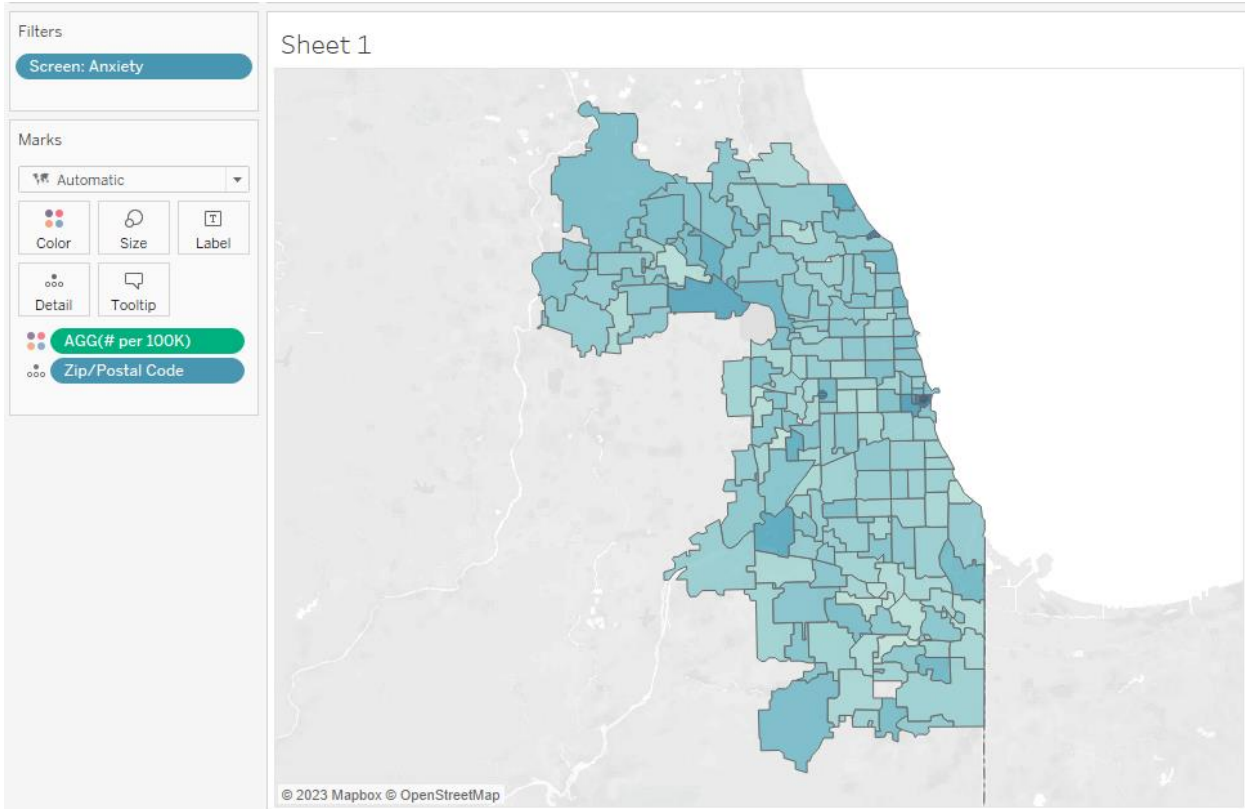 Filters
Screen: Anxiety
Marks
Automatic
Color
Size
Label
Detail
Tooltip
AGG(# per 100K)
Zip/Postal Code
Sheet 1
© 2023 Mapbox © OpenStreetMap